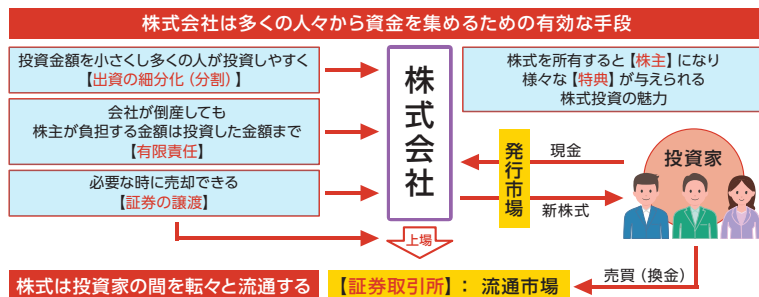 株式会社は多くの人々から資金を集めるための有効な手段
投資金額を小さくし多くの人が投資しやすく
【出資の細分化（分割）】
会社が倒産しても
株主が負担する金額は投資した金額まで
【有限責任】
必要な時に売却できる
【証券の譲渡】
株式会社
上場
株式を所有すると【株主】になり
様々な【特典】が与えられる
株式投資の魅力
発行市場
現金
新株式
投資家
売買（換金）
株式は投資家の間を転々と流通する
【証券取引所】：流通市場